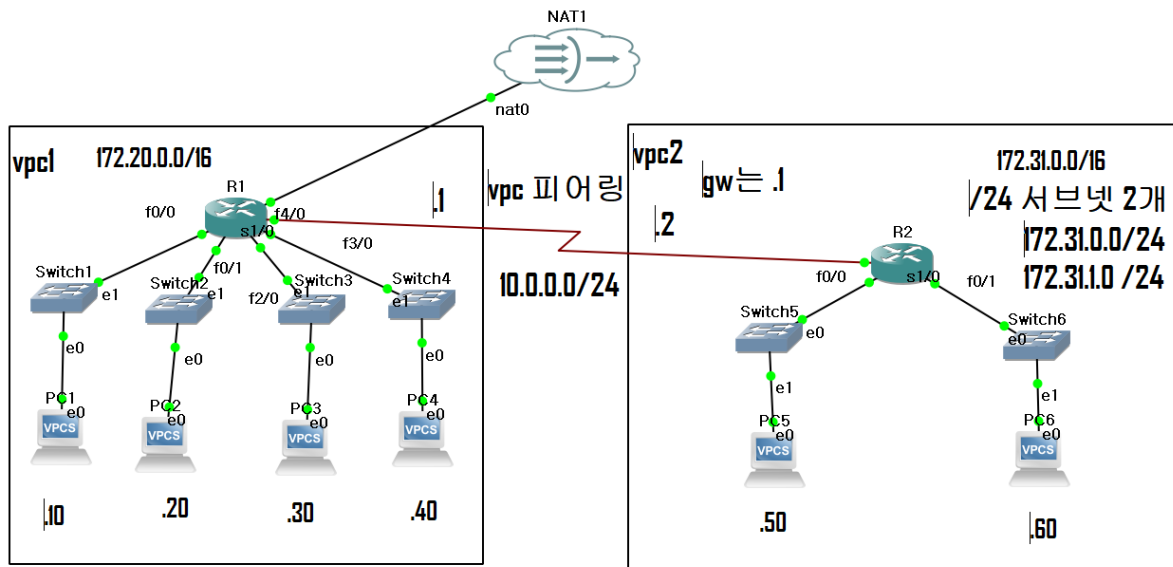 NAT1
nat0
vpc1
172.20.0.0/16
R1
f0/0
f4/0
s1/0
f0/1
f2/0
f3/0
.1
vpc 피어링
10.0.0.0/24
Switch1
e1
Switch2
e1
Switch3
e1
Switch4
e1
e0
e0
e0
e0
PC1
e0
VPCS
PC2
e0
VPCS
PC3
e0
VPCS
PC4
e0
VPCS
.10
.20
.30
.40
vpc2
gw는 .1
.2
172.31.0.0/16
/24 서브넷 2개
172.31.0.0/24
172.31.1.0 /24
R2
f0/0
s1/0
f0/1
Switch5
e0
Switch6
e0
e1
e1
PC5
e0
VPCS
PC6
e0
VPCS
.50
.60